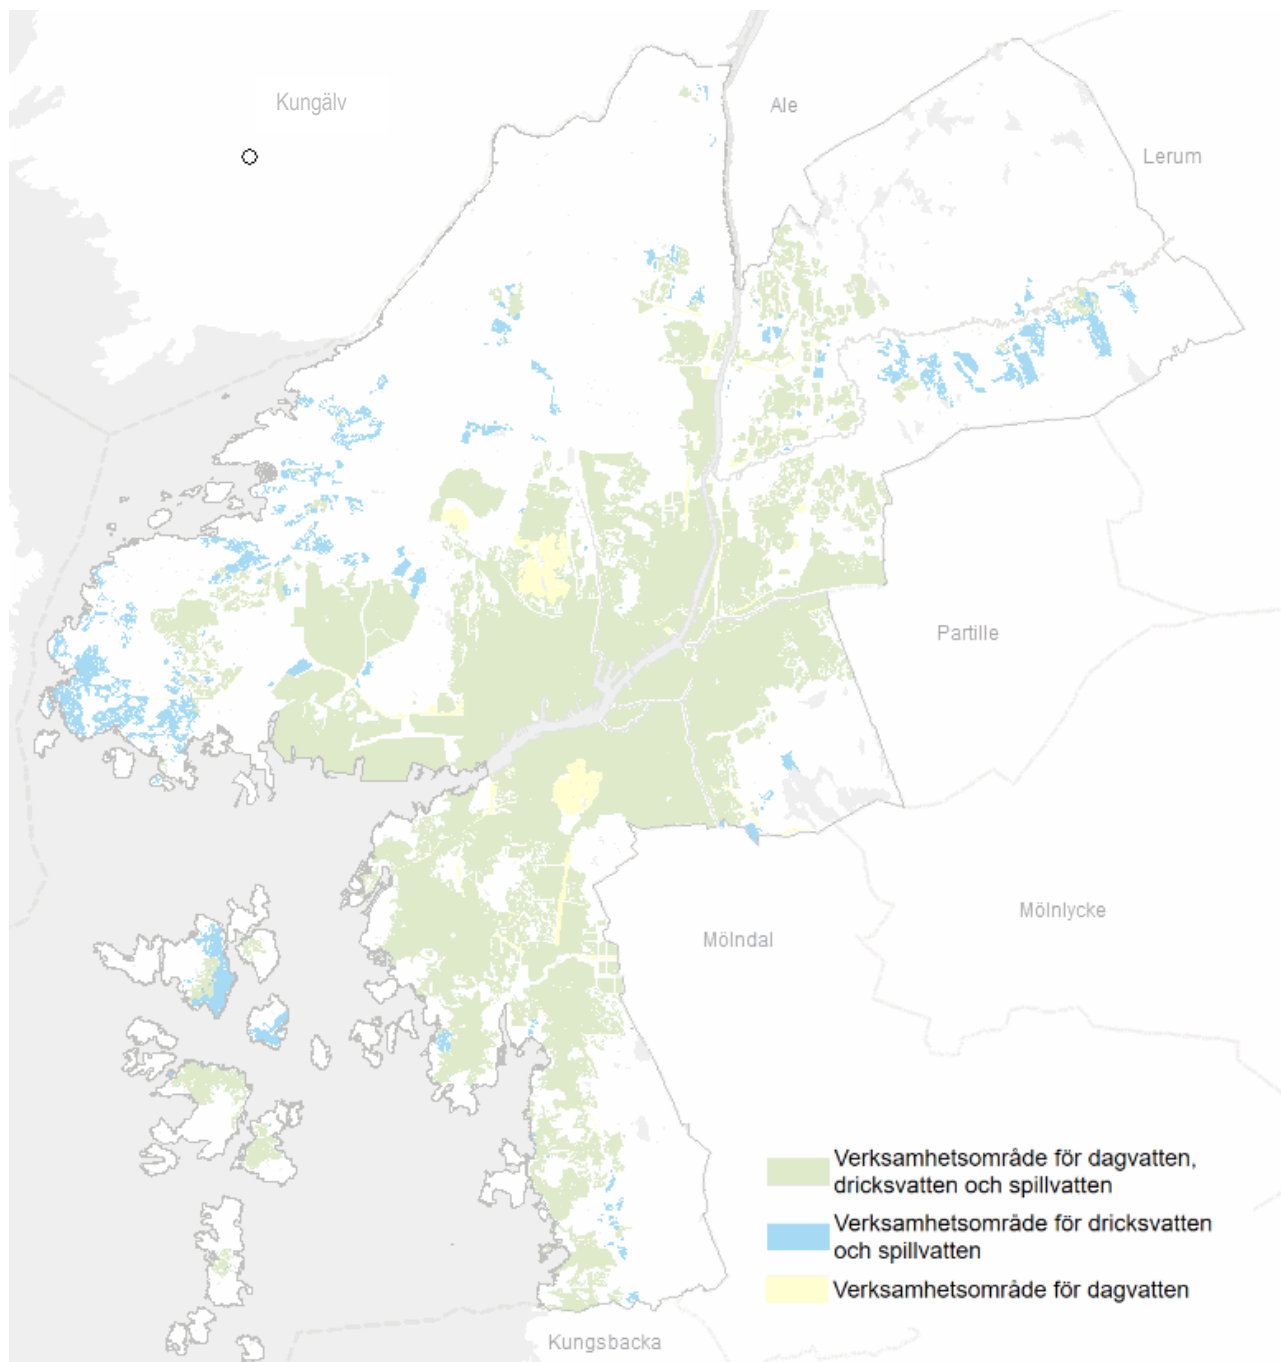 Kungälv
Ale
Lerum
Partille
Mölnlycke
Mölndal
Verksamhetsområde för dagvatten,
dricksvatten och spillvatten
Verksamhetsområde för dricksvatten
och spillvatten
Verksamhetsområde för dagvatten
Kungsbacka